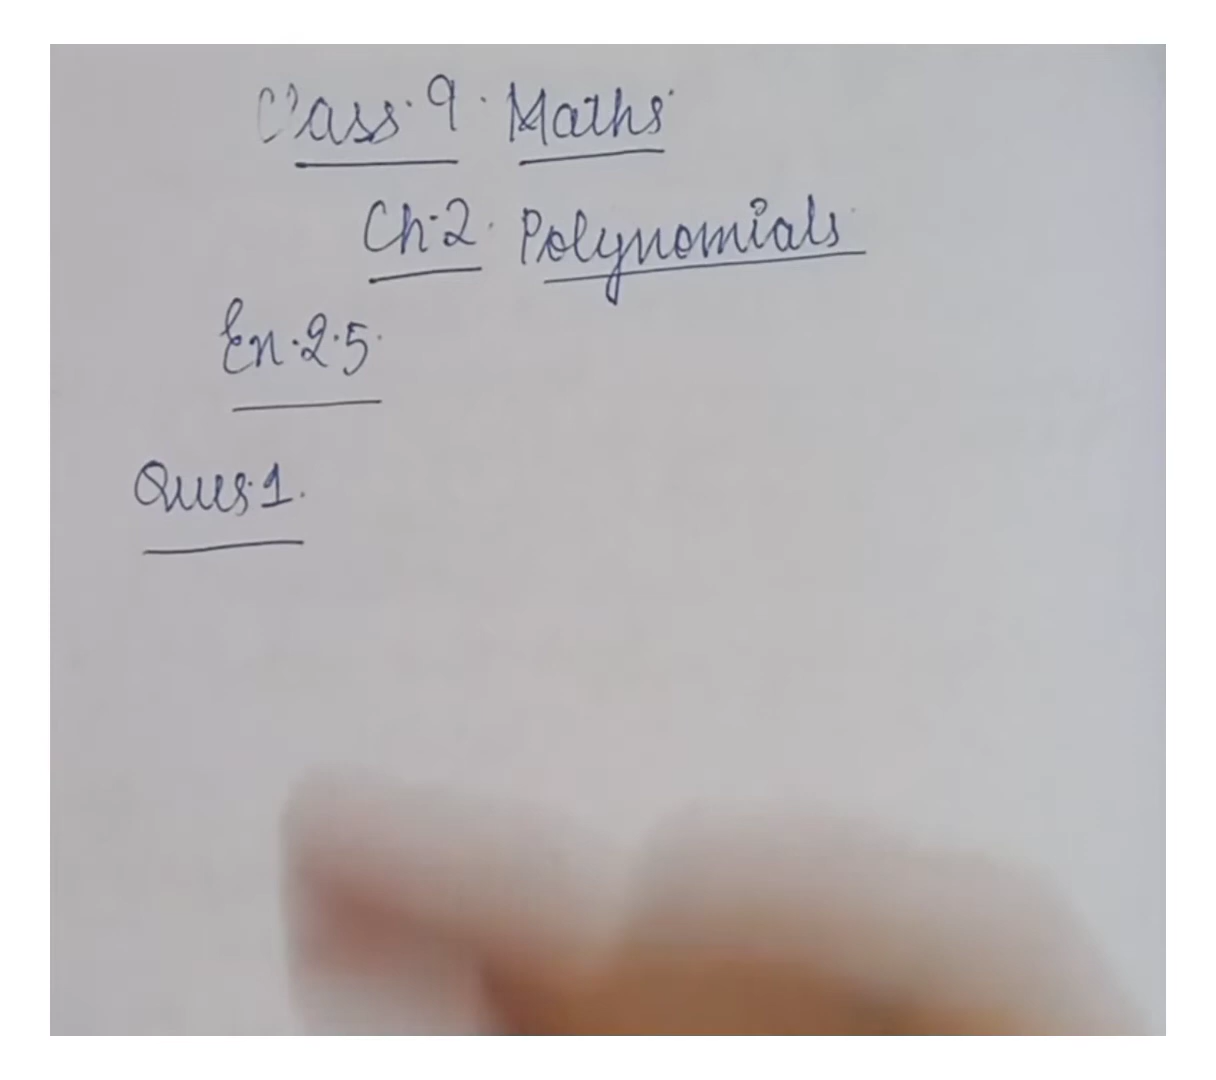 Class 9 Maths
Ch-2 Polynomials
Ex. 2.5
Ques 1.